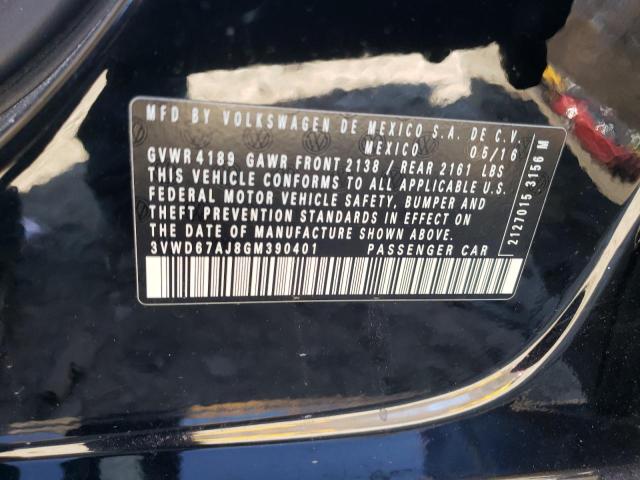 MFD BY VOLKSWAGEN DE MEXICO S.A. DE C.V.
MEXICO 05/16
GVWR 4189 GAWR FRONT 2138 / REAR 2161 LBS
THIS VEHICLE CONFORMS TO ALL APPLICABLE U.S.
FEDERAL MOTOR VEHICLE SAFETY, BUMPER AND
THEFT PREVENTION STANDARDS IN EFFECT ON
THE DATE OF MANUFACTURE SHOWN ABOVE.
3VWD67AJ8GM390401 PASSENGER CAR
2127015 3156 M